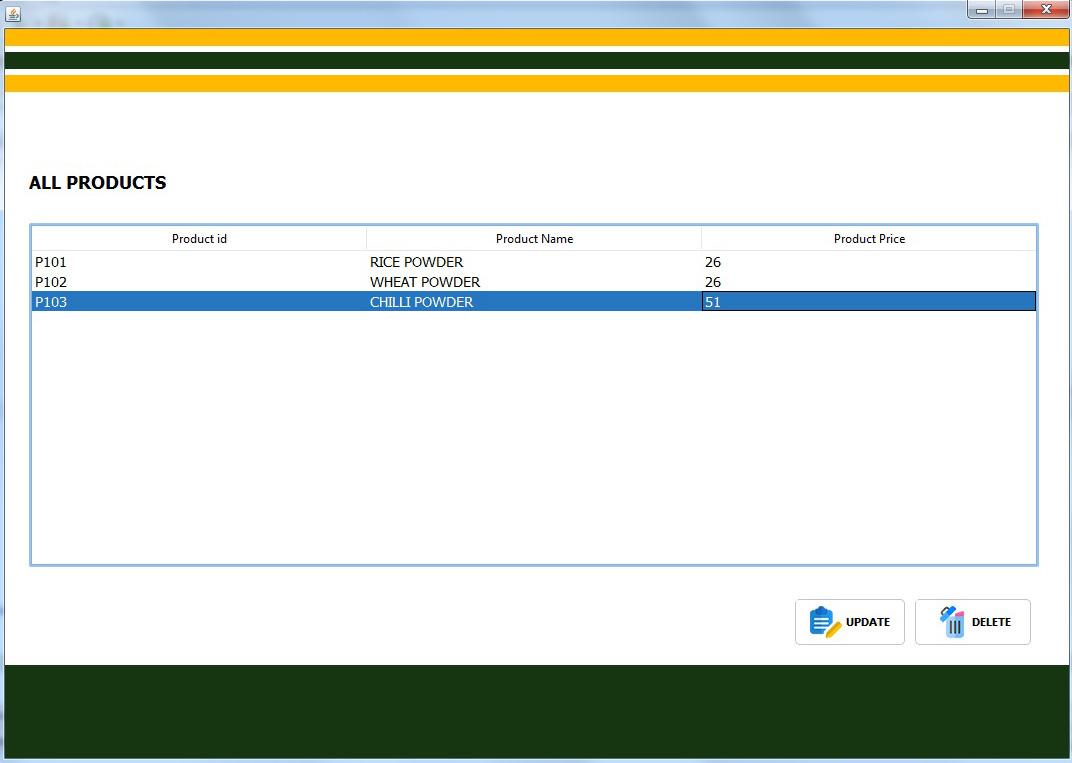 ALL PRODUCTS
Product id Product Name Product Price
P101 RICE POWDER 26
P102 WHEAT POWDER 26
P103 CHILLI POWDER 51
UPDATE DELETE